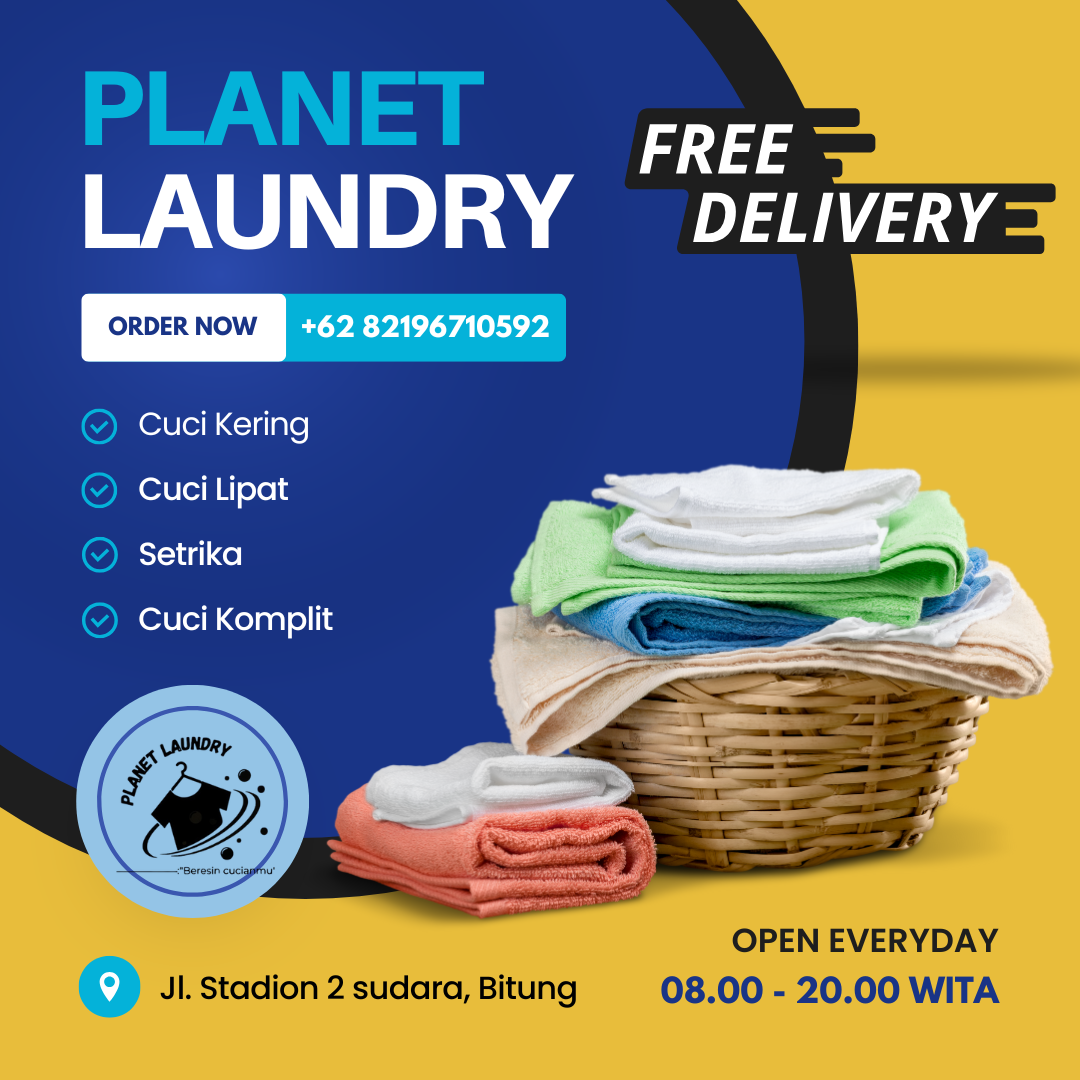 PLANET
LAUNDRY
FREE
DELIVERY
ORDER NOW +62 82196710592
Cuci Kering
Cuci Lipat
Setrika
Cuci Komplit
PLANET LAUNDRY
:"Beresin cucianmu"
OPEN EVERYDAY
Jl. Stadion 2 sudara, Bitung
08.00 - 20.00 WITA